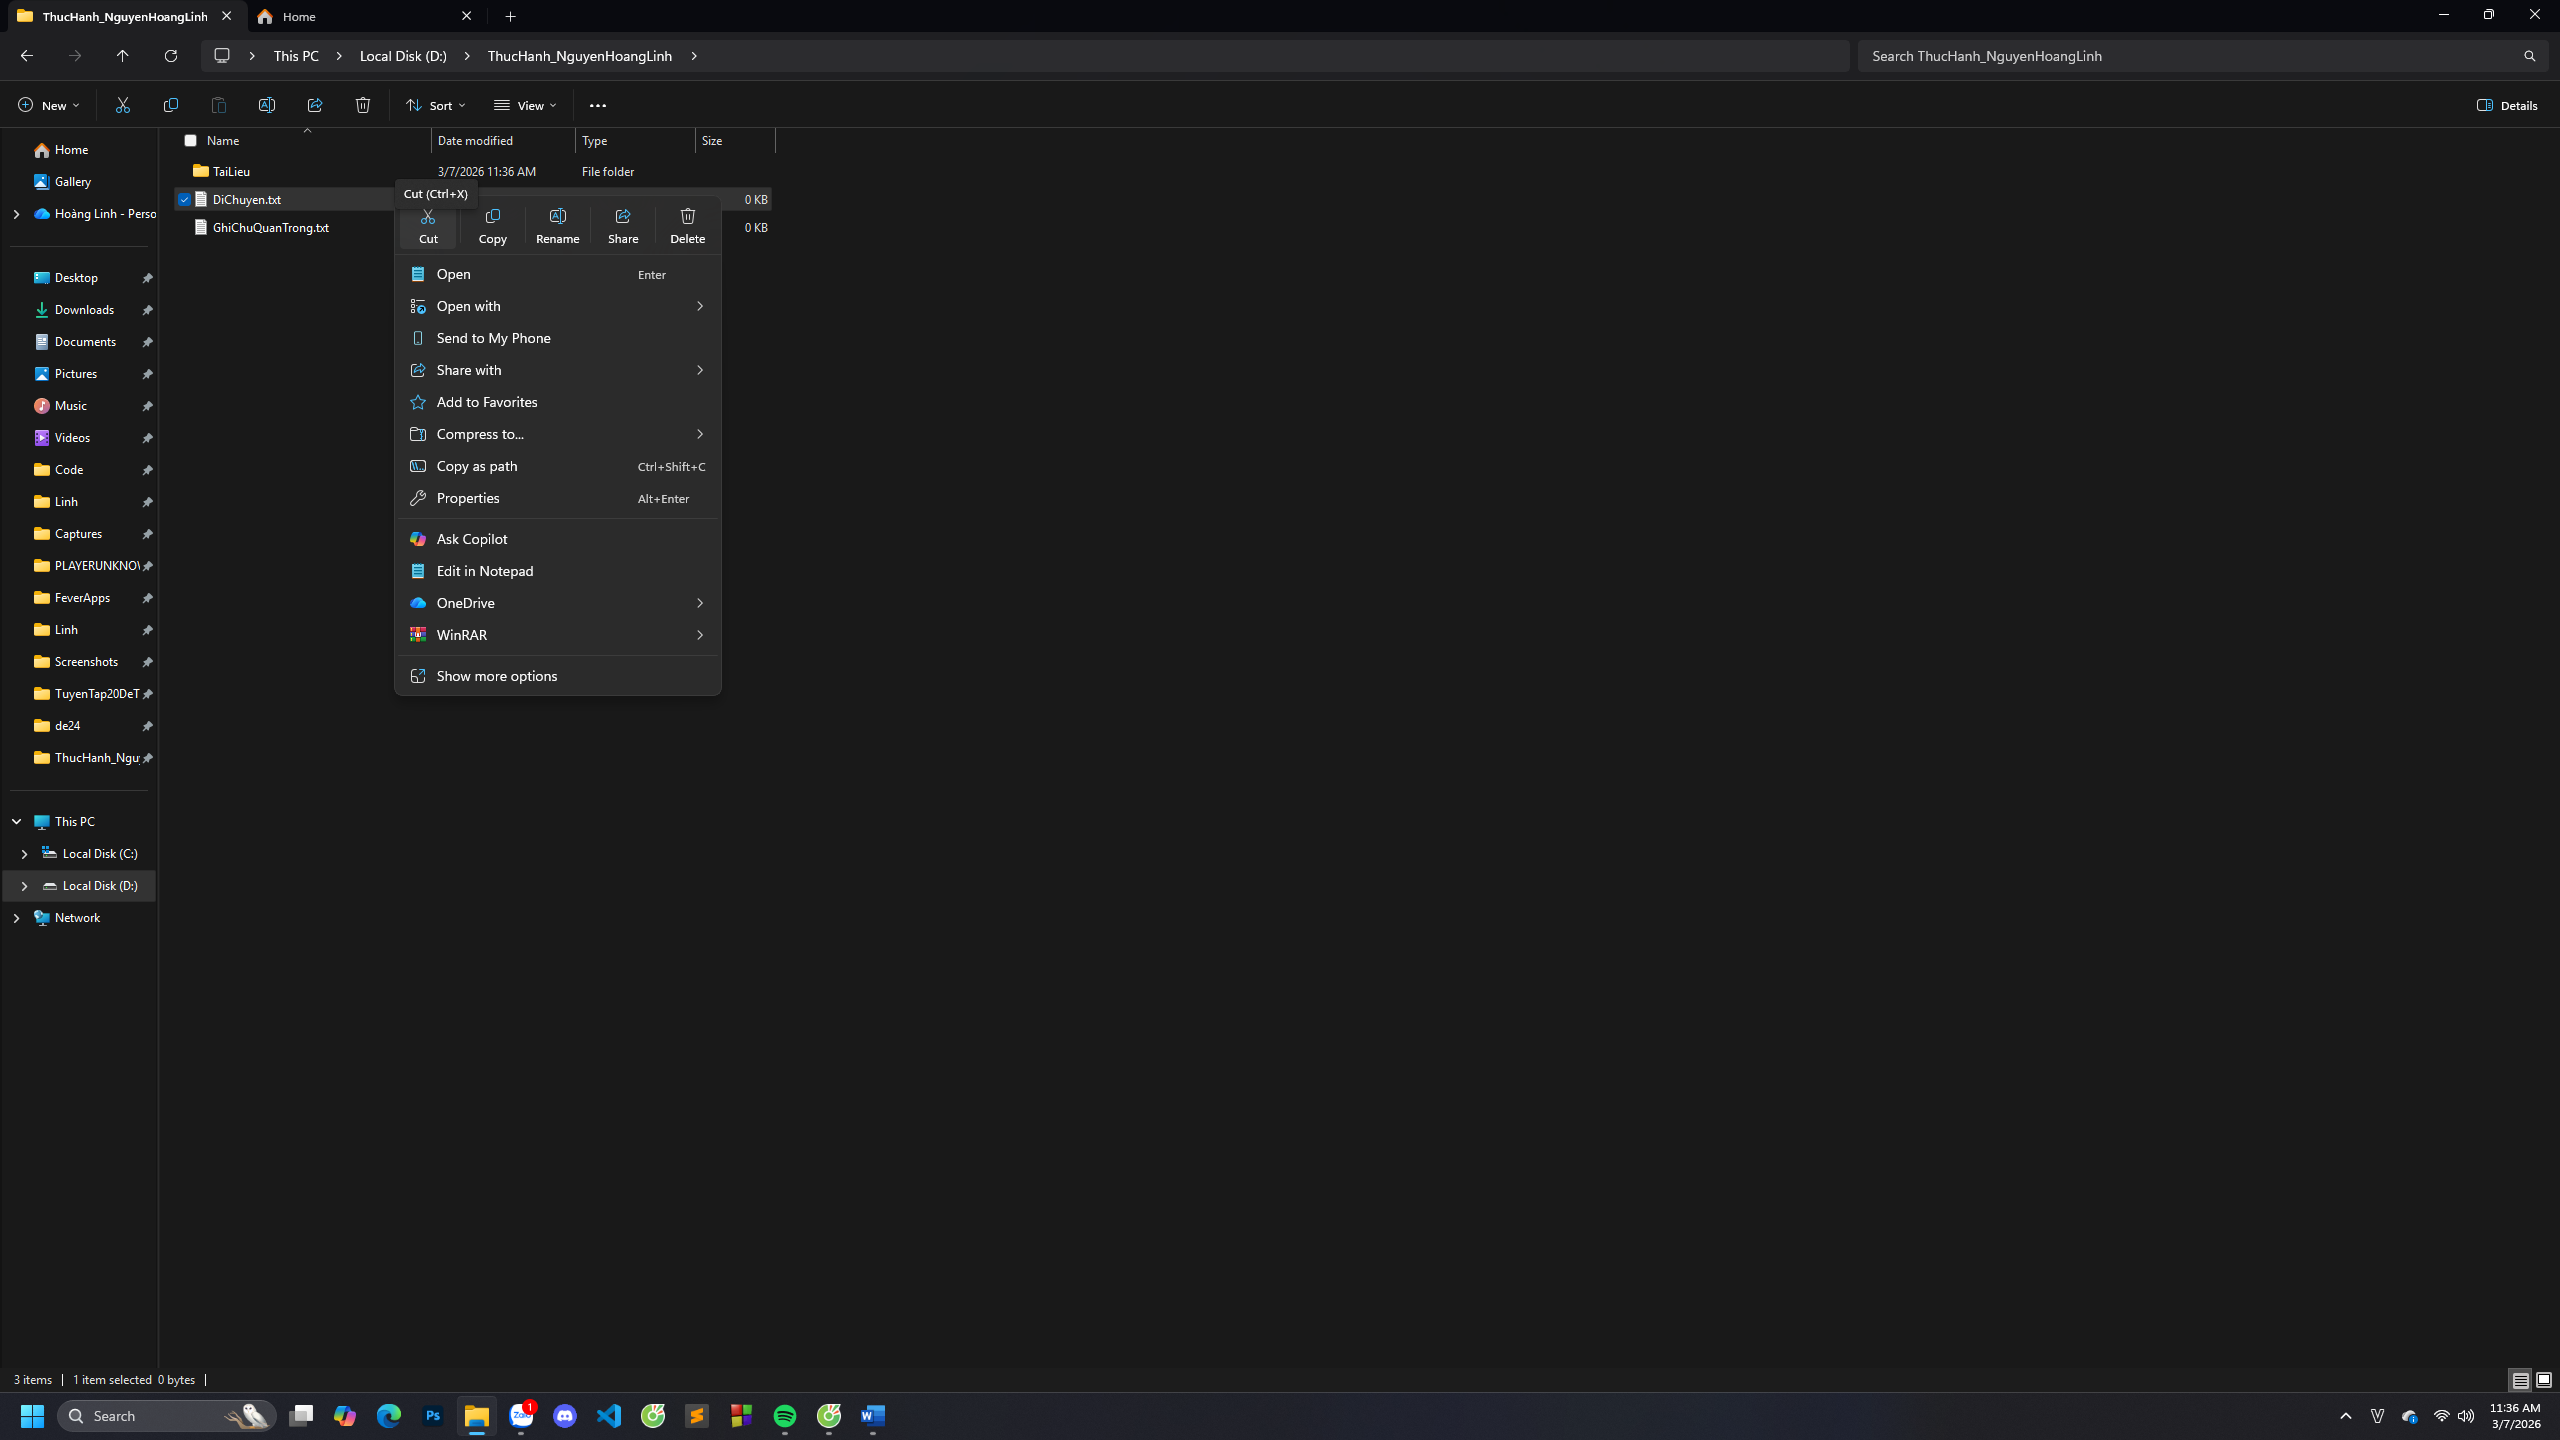 ThucHanh_NguyenHoangLinh
Home
This PC
Local Disk (D:)
ThucHanh_NguyenHoangLinh
Search ThucHanh_NguyenHoangLinh
New
Sort
View
Details
Name
Date modified
Type
Size
TaiLieu
3/7/2026 11:36 AM
File folder
DiChuyen.txt
0 KB
GhiChuQuanTrong.txt
0 KB
Cut (Ctrl+X)
Cut
Copy
Rename
Share
Delete
Open
Enter
Open with
Send to My Phone
Share with
Add to Favorites
Compress to...
Copy as path
Ctrl+Shift+C
Properties
Alt+Enter
Ask Copilot
Edit in Notepad
OneDrive
WinRAR
Show more options
Home
Gallery
Hoàng Linh - Perso
Desktop
Downloads
Documents
Pictures
Music
Videos
Code
Linh
Captures
PLAYERUNKNO
FeverApps
Linh
Screenshots
TuyenTap20DeT
de24
ThucHanh_Ngu
This PC
Local Disk (C:)
Local Disk (D:)
Network
3 items
1 item selected 0 bytes
Search
Ps
Zalo
1
W
V
11:36 AM
3/7/2026